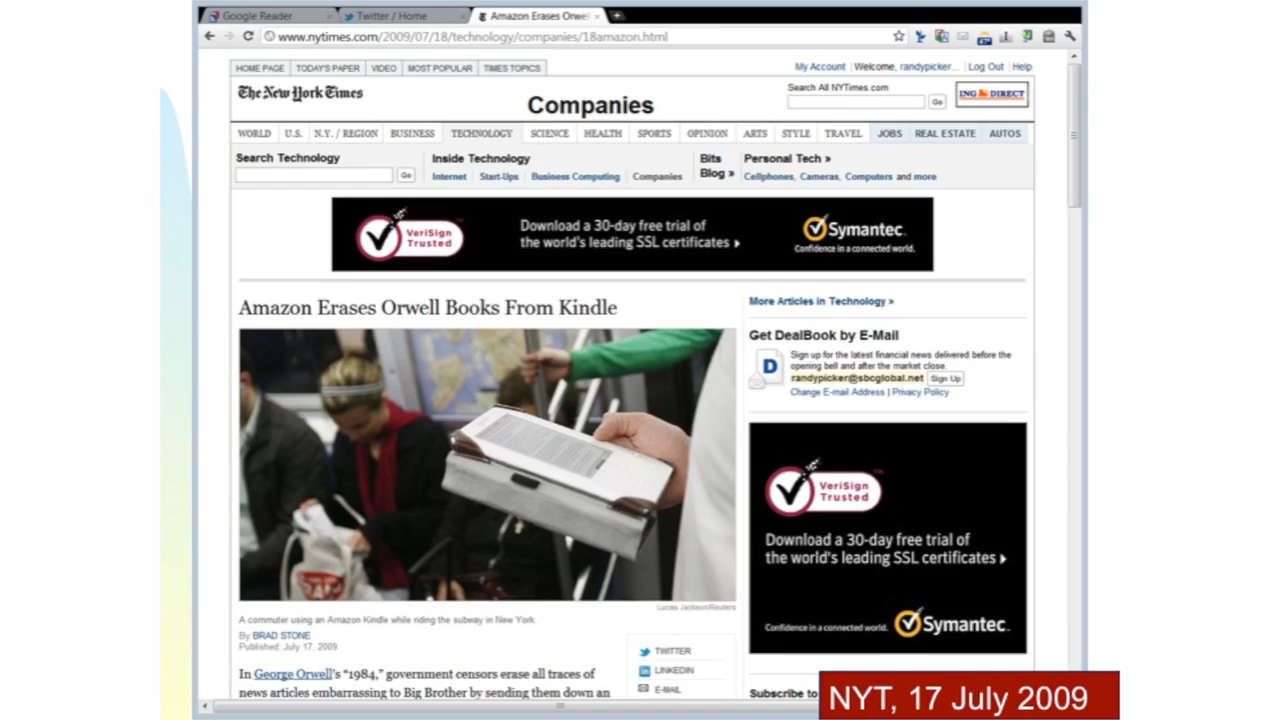 Google Reader
Twitter / Home
Amazon Erases Orwel
www.nytimes.com/2009/07/18/technology/companies/18amazon.html
HOME PAGE TODAY'S PAPER VIDEO MOST POPULAR TIMES TOPICS
My Account Welcome, randypicker... Log Out Help
The New York Times
Companies
Search All NYTimes.com
Go
ING DIRECT
WORLD U.S. N.Y. / REGION BUSINESS TECHNOLOGY SCIENCE HEALTH SPORTS OPINION ARTS STYLE TRAVEL JOBS REAL ESTATE AUTOS
Search Technology
Go
Inside Technology
Internet Start-Ups Business Computing Companies
Bits
Blog »
Personal Tech »
Cellphones, Cameras, Computers and more
VeriSign
Trusted
TM
Download a 30-day free trial of
the world's leading SSL certificates
Symantec.
Confidence in a connected world.
Amazon Erases Orwell Books From Kindle
Lucas Jackson/Reuters
A commuter using an Amazon Kindle while riding the subway in New York.
By BRAD STONE
Published: July 17, 2009
In George Orwell's “1984,” government censors erase all traces of
news articles embarrassing to Big Brother by sending them down an
TWITTER
LINKEDIN
E-MAIL
More Articles in Technology »
Get DealBook by E-Mail
D
Sign up for the latest financial news delivered before the
opening bell and after the market close.
randypicker@sbcglobal.net Sign Up
Change E-mail Address | Privacy Policy
VeriSign
Trusted
TM
Download a 30-day free trial of
the world's leading SSL certificates
Confidence in a connected world.
Symantec.
Subscribe to
NYT, 17 July 2009